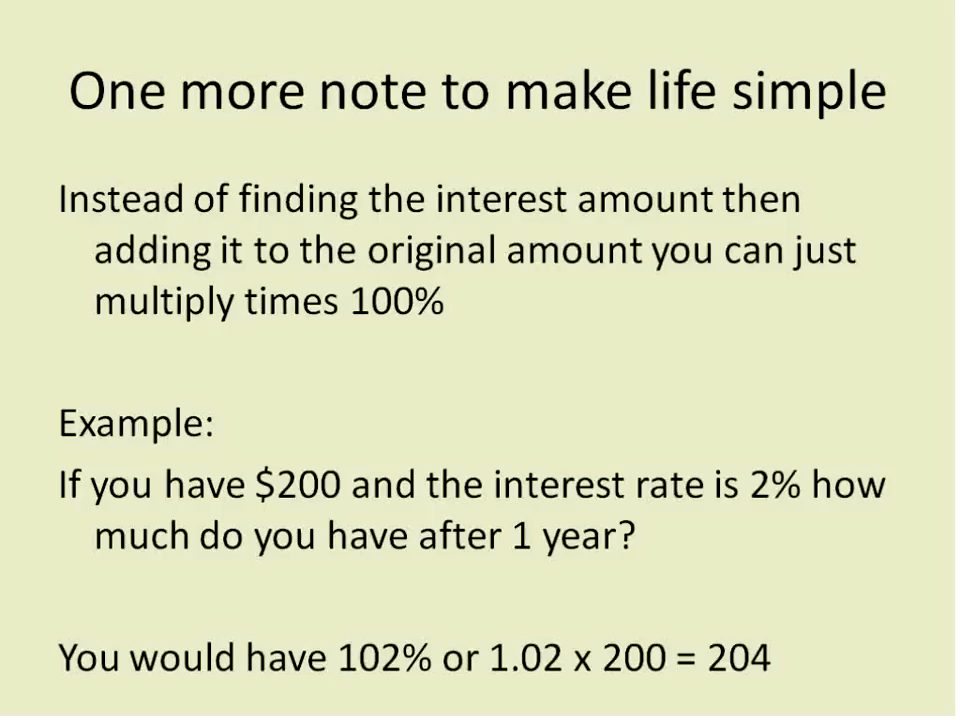 One more note to make life simple
Instead of finding the interest amount then
adding it to the original amount you can just
multiply times 100%
Example:
If you have $200 and the interest rate is 2% how
much do you have after 1 year?
You would have 102% or 1.02 x 200 = 204